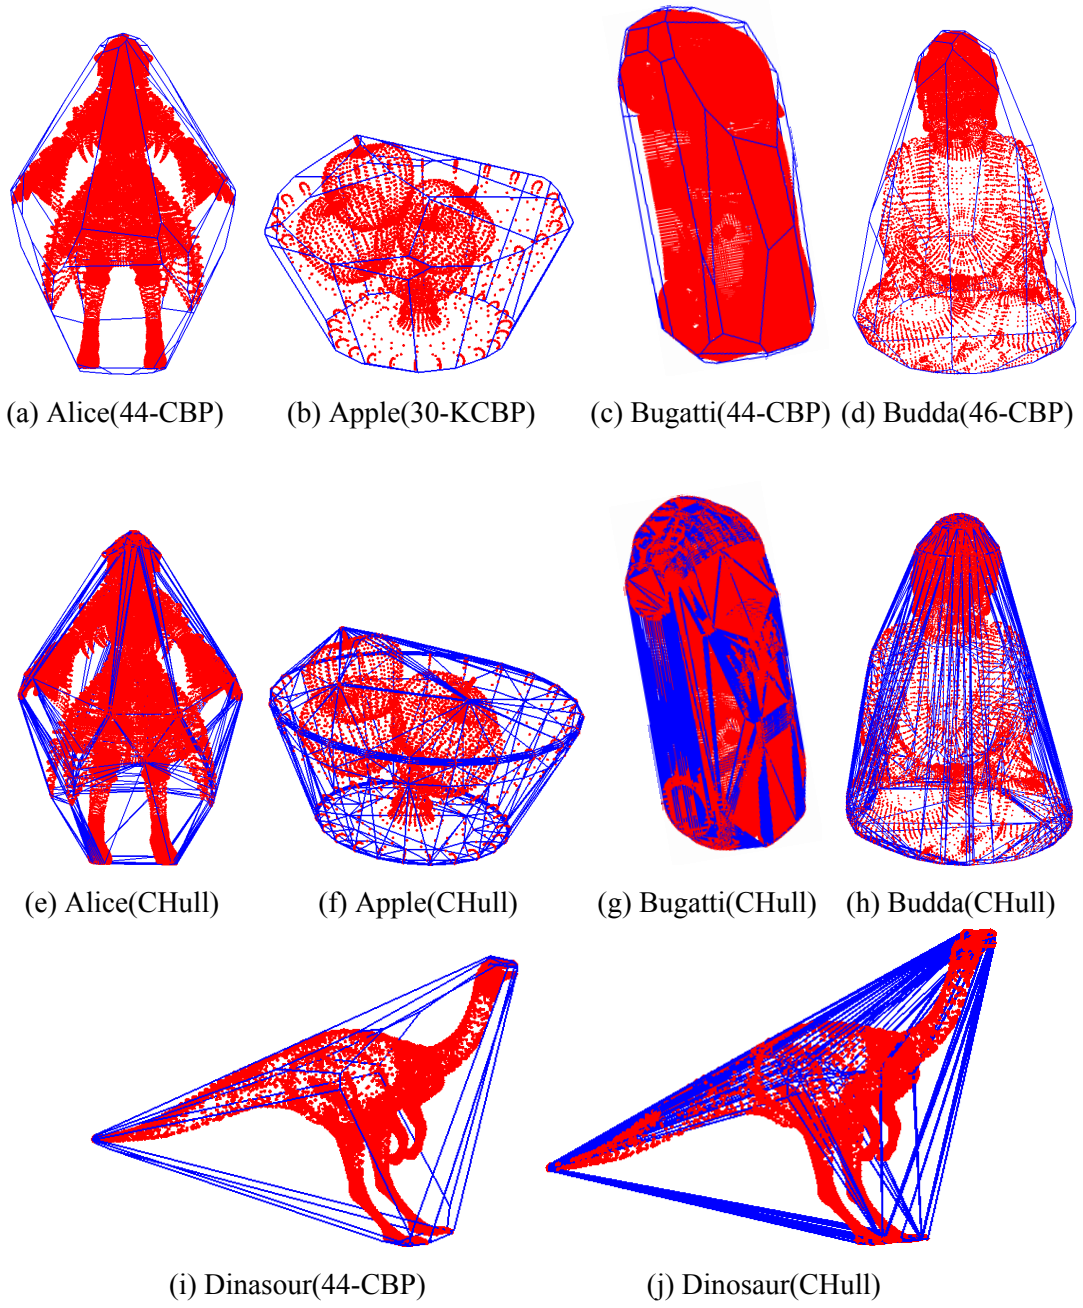 (a) Alice(44-CBP)
(b) Apple(30-KCBP)
(c) Bugatti(44-CBP)
(d) Budda(46-CBP)
(e) Alice(CHull)
(f) Apple(CHull)
(g) Bugatti(CHull)
(h) Budda(CHull)
(i) Dinasour(44-CBP)
(j) Dinosaur(CHull)